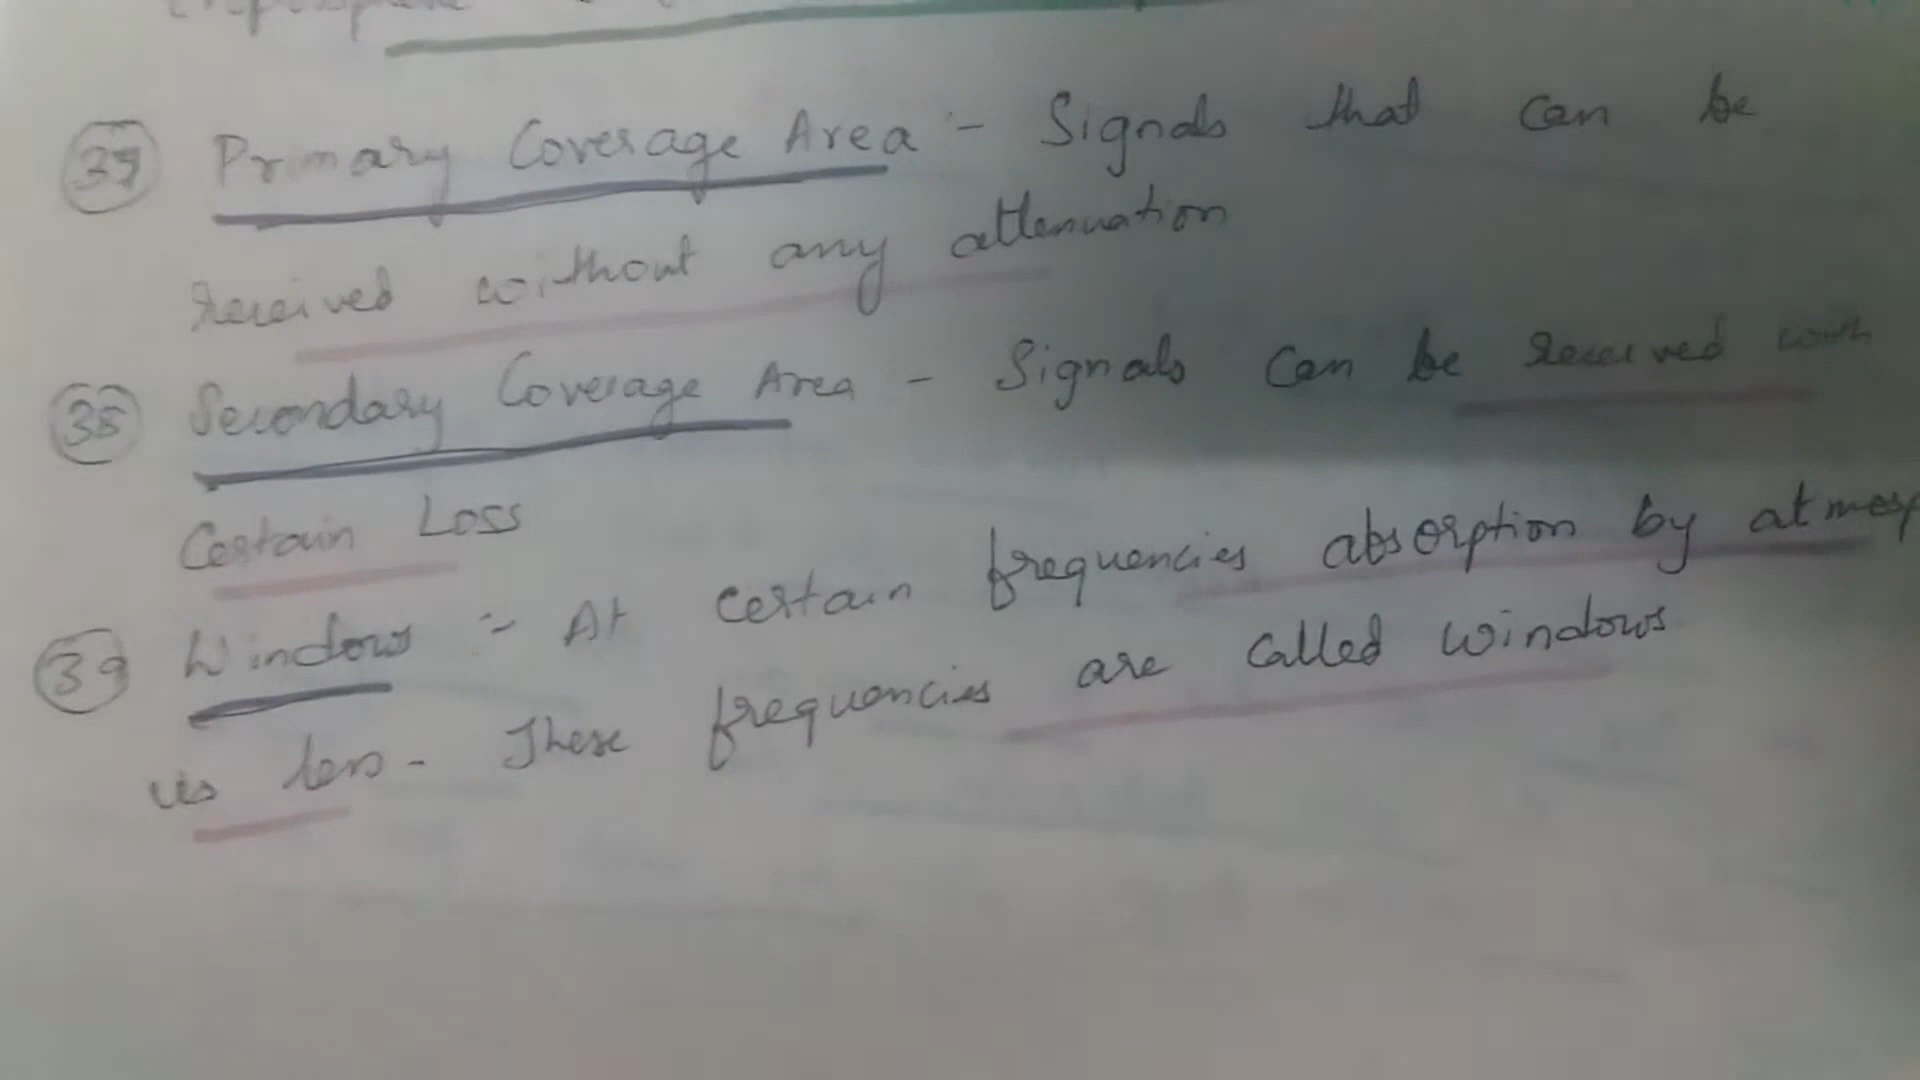 (37) Primary Coverage Area :- Signals that can be
received without any attenuation
(38) Secondary Coverage Area - Signals can be received with
Certain Loss
(39) Windows :- At certain frequencies absorption by atmosp
is less. These frequencies are called windows